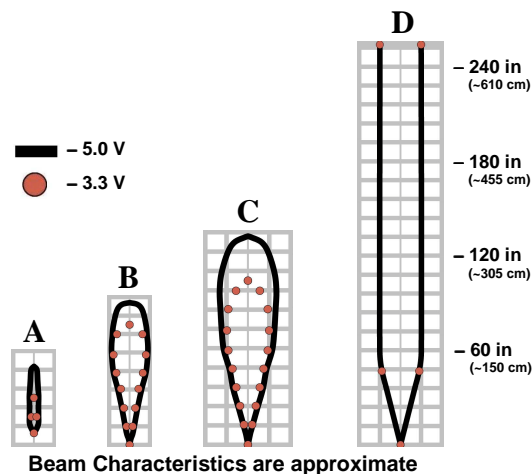 D
– 240 in
(~610 cm)
– 5.0 V
– 3.3 V
– 180 in
(~455 cm)
C
– 120 in
(~305 cm)
B
A
– 60 in
(~150 cm)
Beam Characteristics are approximate